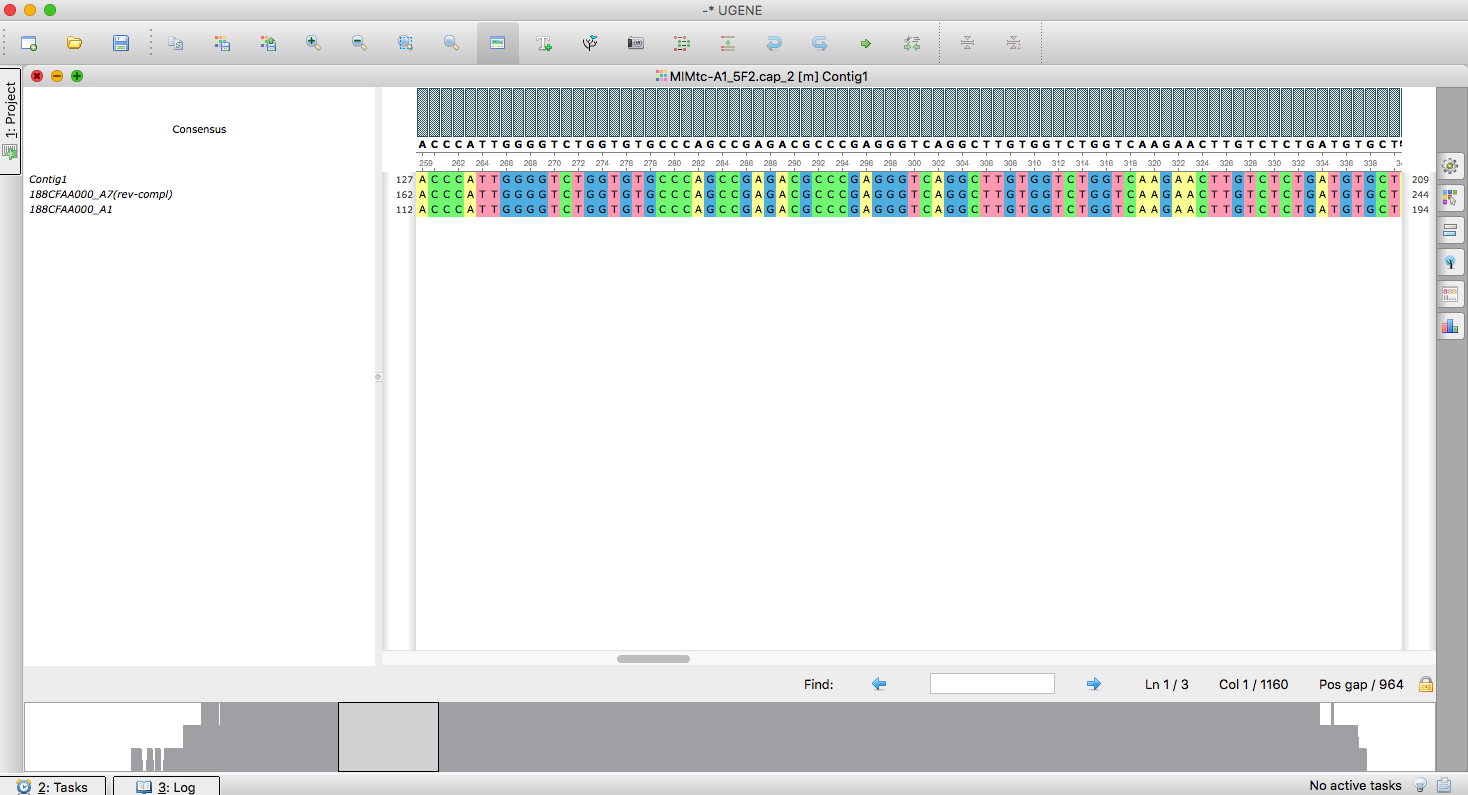 -* UGENE
MIMtc-A1_5F2.cap_2 [m] Contig1
1: Project
Consensus
A C C C A T T G G G G T C T G G T G T G C C C A G C C G A G A C G C C C G A G G G T C A G G C T T G T G G T C T G G T C A A G A A C T T G T C T C T G A T G T G C T
259 262 264 266 268 270 272 274 276 278 280 282 284 286 288 290 292 294 296 298 300 302 304 306 308 310 312 314 316 318 320 322 324 326 328 330 332 334 336 338
Contig1 127 A C C C A T T G G G G T C T G G T G T G C C C A G C C G A G A C G C C C G A G G G T C A G G C T T G T G G T C T G G T C A A G A A C T T G T C T C T G A T G T G C T 209
188CFAA000_A7(rev-compl) 162 A C C C A T T G G G G T C T G G T G T G C C C A G C C G A G A C G C C C G A G G G T C A G G C T T G T G G T C T G G T C A A G A A C T T G T C T C T G A T G T G C T 244
188CFAA000_A1 112 A C C C A T T G G G G T C T G G T G T G C C C A G C C G A G A C G C C C G A G G G T C A G G C T T G T G G T C T G G T C A A G A A C T T G T C T C T G A T G T G C T 194
Find: Ln 1 / 3 Col 1 / 1160 Pos gap / 964
2: Tasks 3: Log No active tasks